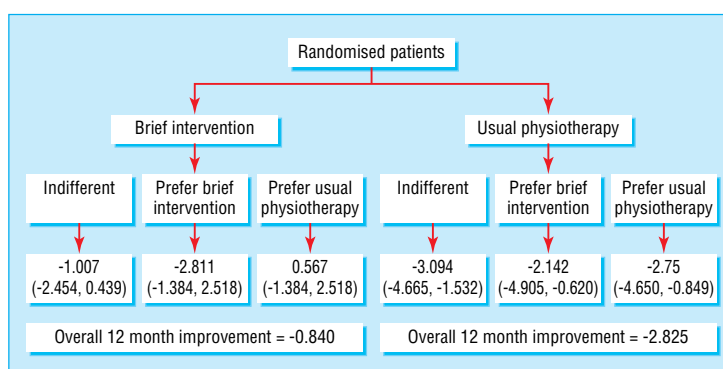 Randomised patients
Brief intervention
Usual physiotherapy
Indifferent
Prefer brief
intervention
Prefer usual
physiotherapy
Indifferent
Prefer brief
intervention
Prefer usual
physiotherapy
-1.007
(-2.454, 0.439)
-2.811
(-1.384, 2.518)
0.567
(-1.384, 2.518)
-3.094
(-4.665, -1.532)
-2.142
(-4.905, -0.620)
-2.75
(-4.650, -0.849)
Overall 12 month improvement = -0.840
Overall 12 month improvement = -2.825